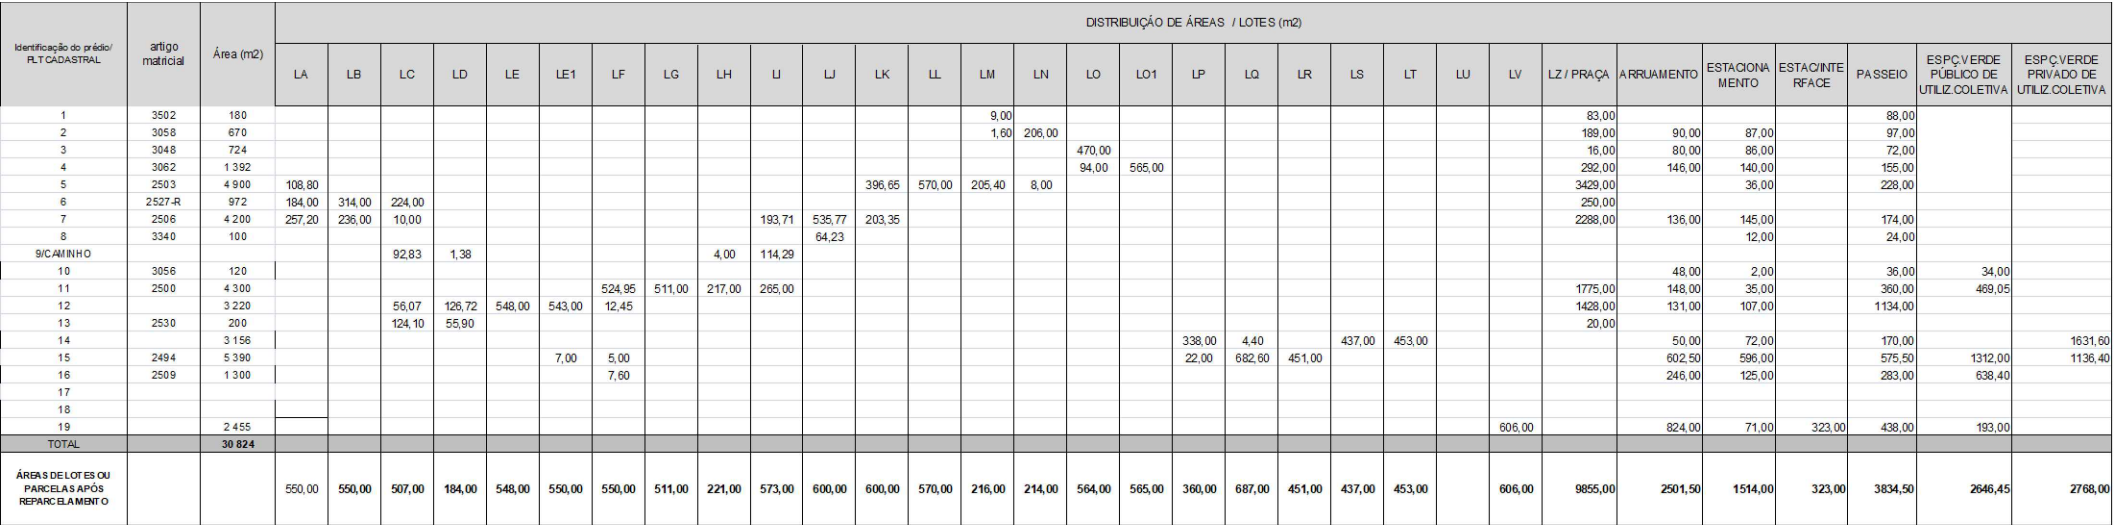 DISTRIBUIÇÃO DE ÁREAS / LOTES (m2)
Identificação do prédio/ PLT CADASTRAL artigo matricial Área (m2) LA LB LC LD LE LE1 LF LG LH LI LJ LK LL LM LN LO LO1 LP LQ LR LS LT LU LV LZ / PRAÇA ARRUAMENTO ESTACIONAMENTO ESTAC/INTERFACE PASSEIO ESPÇ.VERDE PÚBLICO DE UTILIZ.COLETIVA ESPÇ.VERDE PRIVADO DE UTILIZ.COLETIVA
1 3502 180 9,00 83,00 88,00
2 3058 670 1,60 206,00 189,00 90,00 87,00 97,00
3 3048 724 470,00 16,00 80,00 86,00 72,00
4 3062 1 392 94,00 565,00 292,00 146,00 140,00 155,00
5 2503 4 900 108,80 396,65 570,00 205,40 8,00 3429,00 36,00 228,00
6 2527-R 972 184,00 314,00 224,00 250,00
7 2506 4 200 257,20 236,00 10,00 193,71 535,77 203,35 2288,00 136,00 145,00 174,00
8 3340 100 64,23 12,00 24,00
9/CAMINHO 92,83 1,38 4,00 114,29
10 3056 120 48,00 2,00 36,00 34,00
11 2500 4 300 524,95 511,00 217,00 265,00 1775,00 148,00 35,00 360,00 469,05
12 3 220 56,07 126,72 548,00 543,00 12,45 1428,00 131,00 107,00 1134,00
13 2530 200 124,10 55,90 20,00
14 3 156 338,00 4,40 437,00 453,00 50,00 72,00 170,00 1631,60
15 2494 5 390 7,00 5,00 22,00 682,60 451,00 602,50 596,00 575,50 1312,00 1136,40
16 2509 1 300 7,60 246,00 125,00 283,00 638,40
17
18
19 2 455 606,00 824,00 71,00 323,00 438,00 193,00
TOTAL 30 824
ÁREAS DE LOTES OU PARCELAS APÓS REPARCELAMENTO 550,00 550,00 507,00 184,00 548,00 550,00 550,00 511,00 221,00 573,00 600,00 600,00 570,00 216,00 214,00 564,00 565,00 360,00 687,00 451,00 437,00 453,00 606,00 9855,00 2501,50 1514,00 323,00 3834,50 2646,45 2768,00